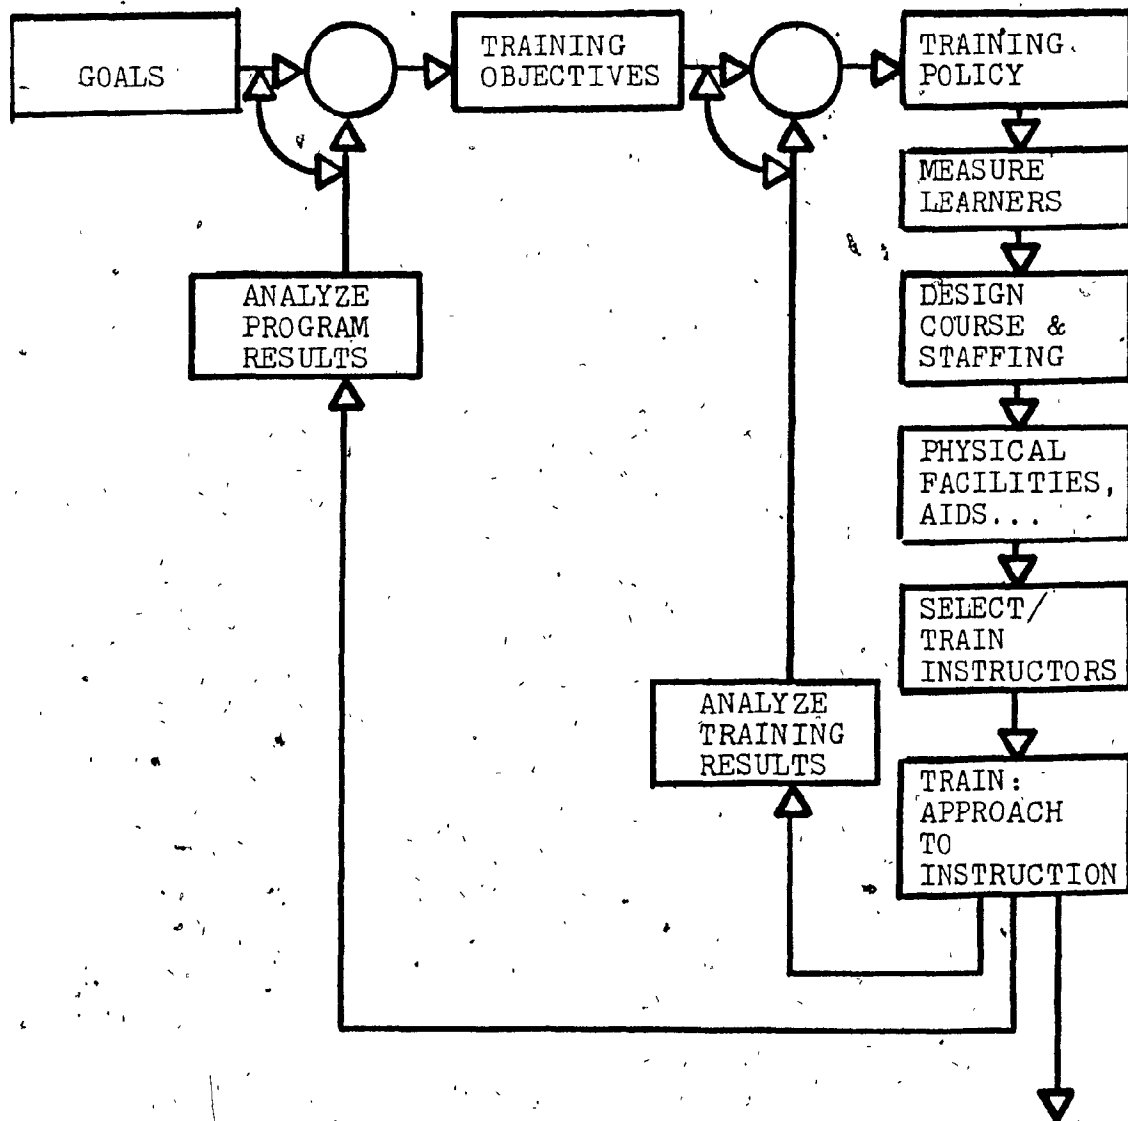 GOALS
TRAINING
OBJECTIVES
TRAINING
POLICY
MEASURE
LEARNERS
ANALYZE
PROGRAM
RESULTS
DESIGN
COURSE &
STAFFING
PHYSICAL
FACILITIES,
AIDS...
SELECT/
TRAIN
INSTRUCTORS
ANALYZE
TRAINING
RESULTS
TRAIN:
APPROACH
TO
INSTRUCTION